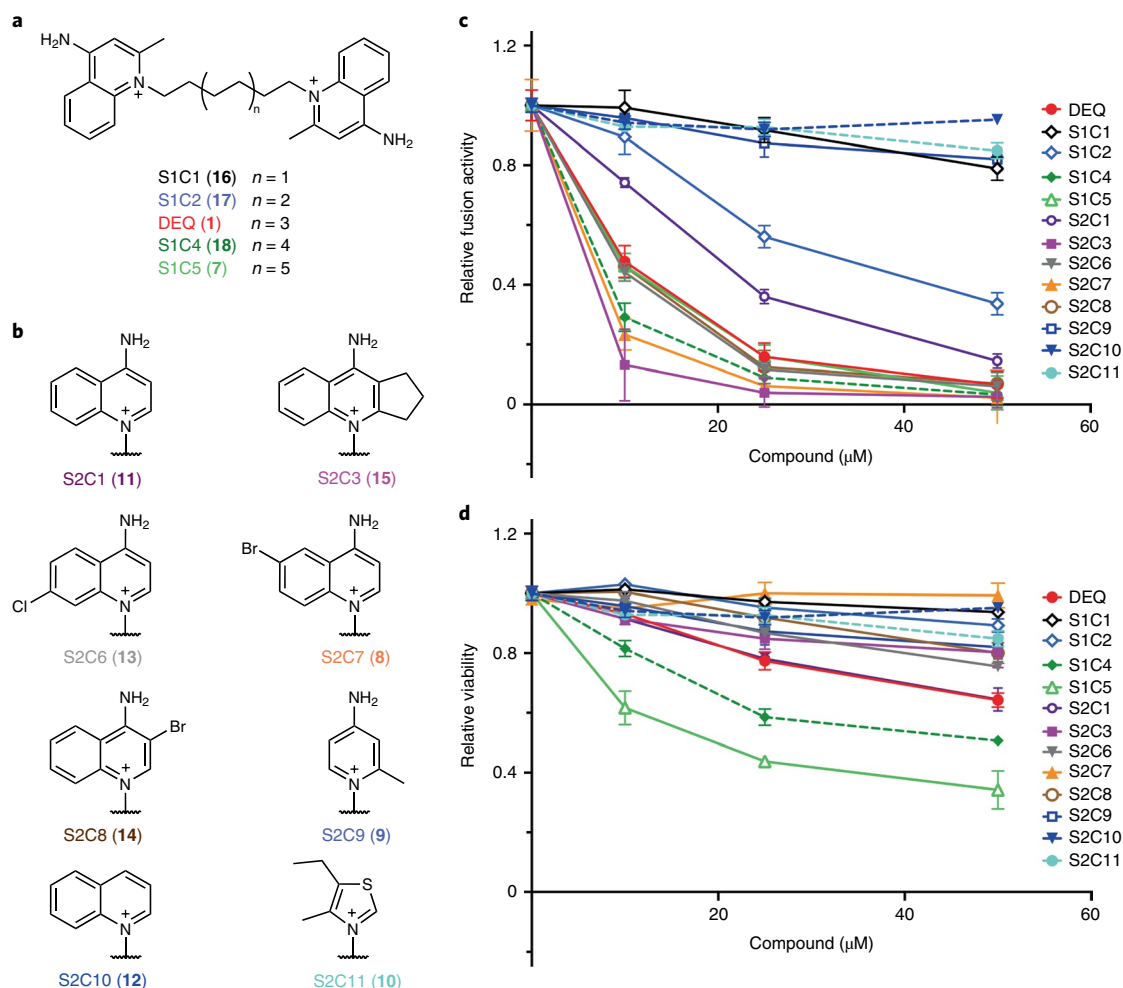 a
H₂N
N
+
n
+
N
NH₂
S1C1 (16) n = 1
S1C2 (17) n = 2
DEQ (1) n = 3
S1C4 (18) n = 4
S1C5 (7) n = 5
b
NH₂
+
N
S2C1 (11)
NH₂
+
N
S2C3 (15)
NH₂
Cl
+
N
S2C6 (13)
NH₂
Br
+
N
S2C7 (8)
NH₂
Br
+
N
S2C8 (14)
NH₂
+
N
S2C9 (9)
+
N
S2C10 (12)
S
+
N
S2C11 (10)
c
Relative fusion activity
1.2
0.8
0.4
0
20
40
60
Compound (μM)
DEQ
S1C1
S1C2
S1C4
S1C5
S2C1
S2C3
S2C6
S2C7
S2C8
S2C9
S2C10
S2C11
d
Relative viability
1.2
0.8
0.4
0
20
40
60
Compound (μM)
DEQ
S1C1
S1C2
S1C4
S1C5
S2C1
S2C3
S2C6
S2C7
S2C8
S2C9
S2C10
S2C11